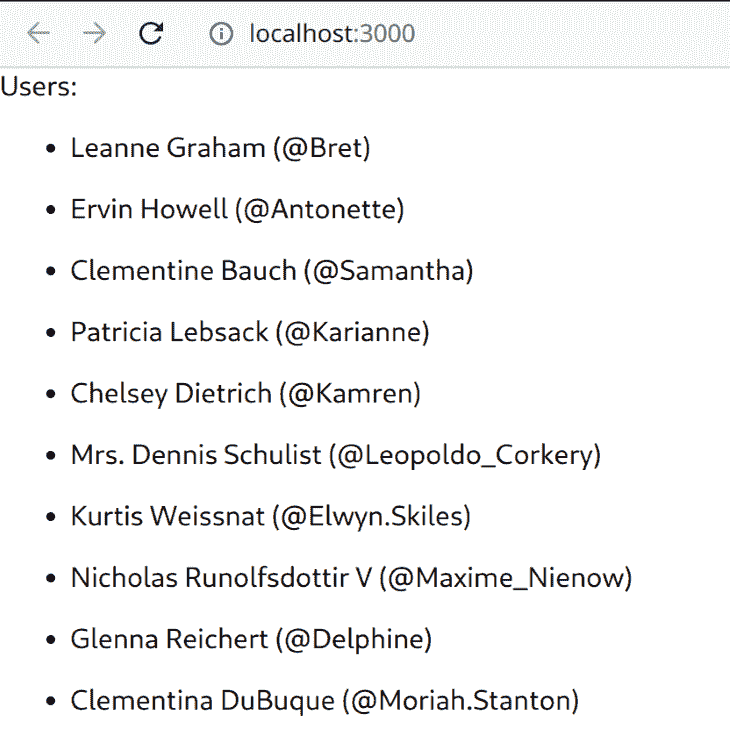 localhost:3000
Users:
• Leanne Graham (@Bret)
• Ervin Howell (@Antonette)
• Clementine Bauch (@Samantha)
• Patricia Lebsack (@Karianne)
• Chelsey Dietrich (@Kamren)
• Mrs. Dennis Schulist (@Leopoldo_Corkery)
• Kurtis Weissnat (@Elwyn.Skiles)
• Nicholas Runolfsdottir V (@Maxime_Nienow)
• Glenna Reichert (@Delphine)
• Clementina DuBuque (@Moriah.Stanton)